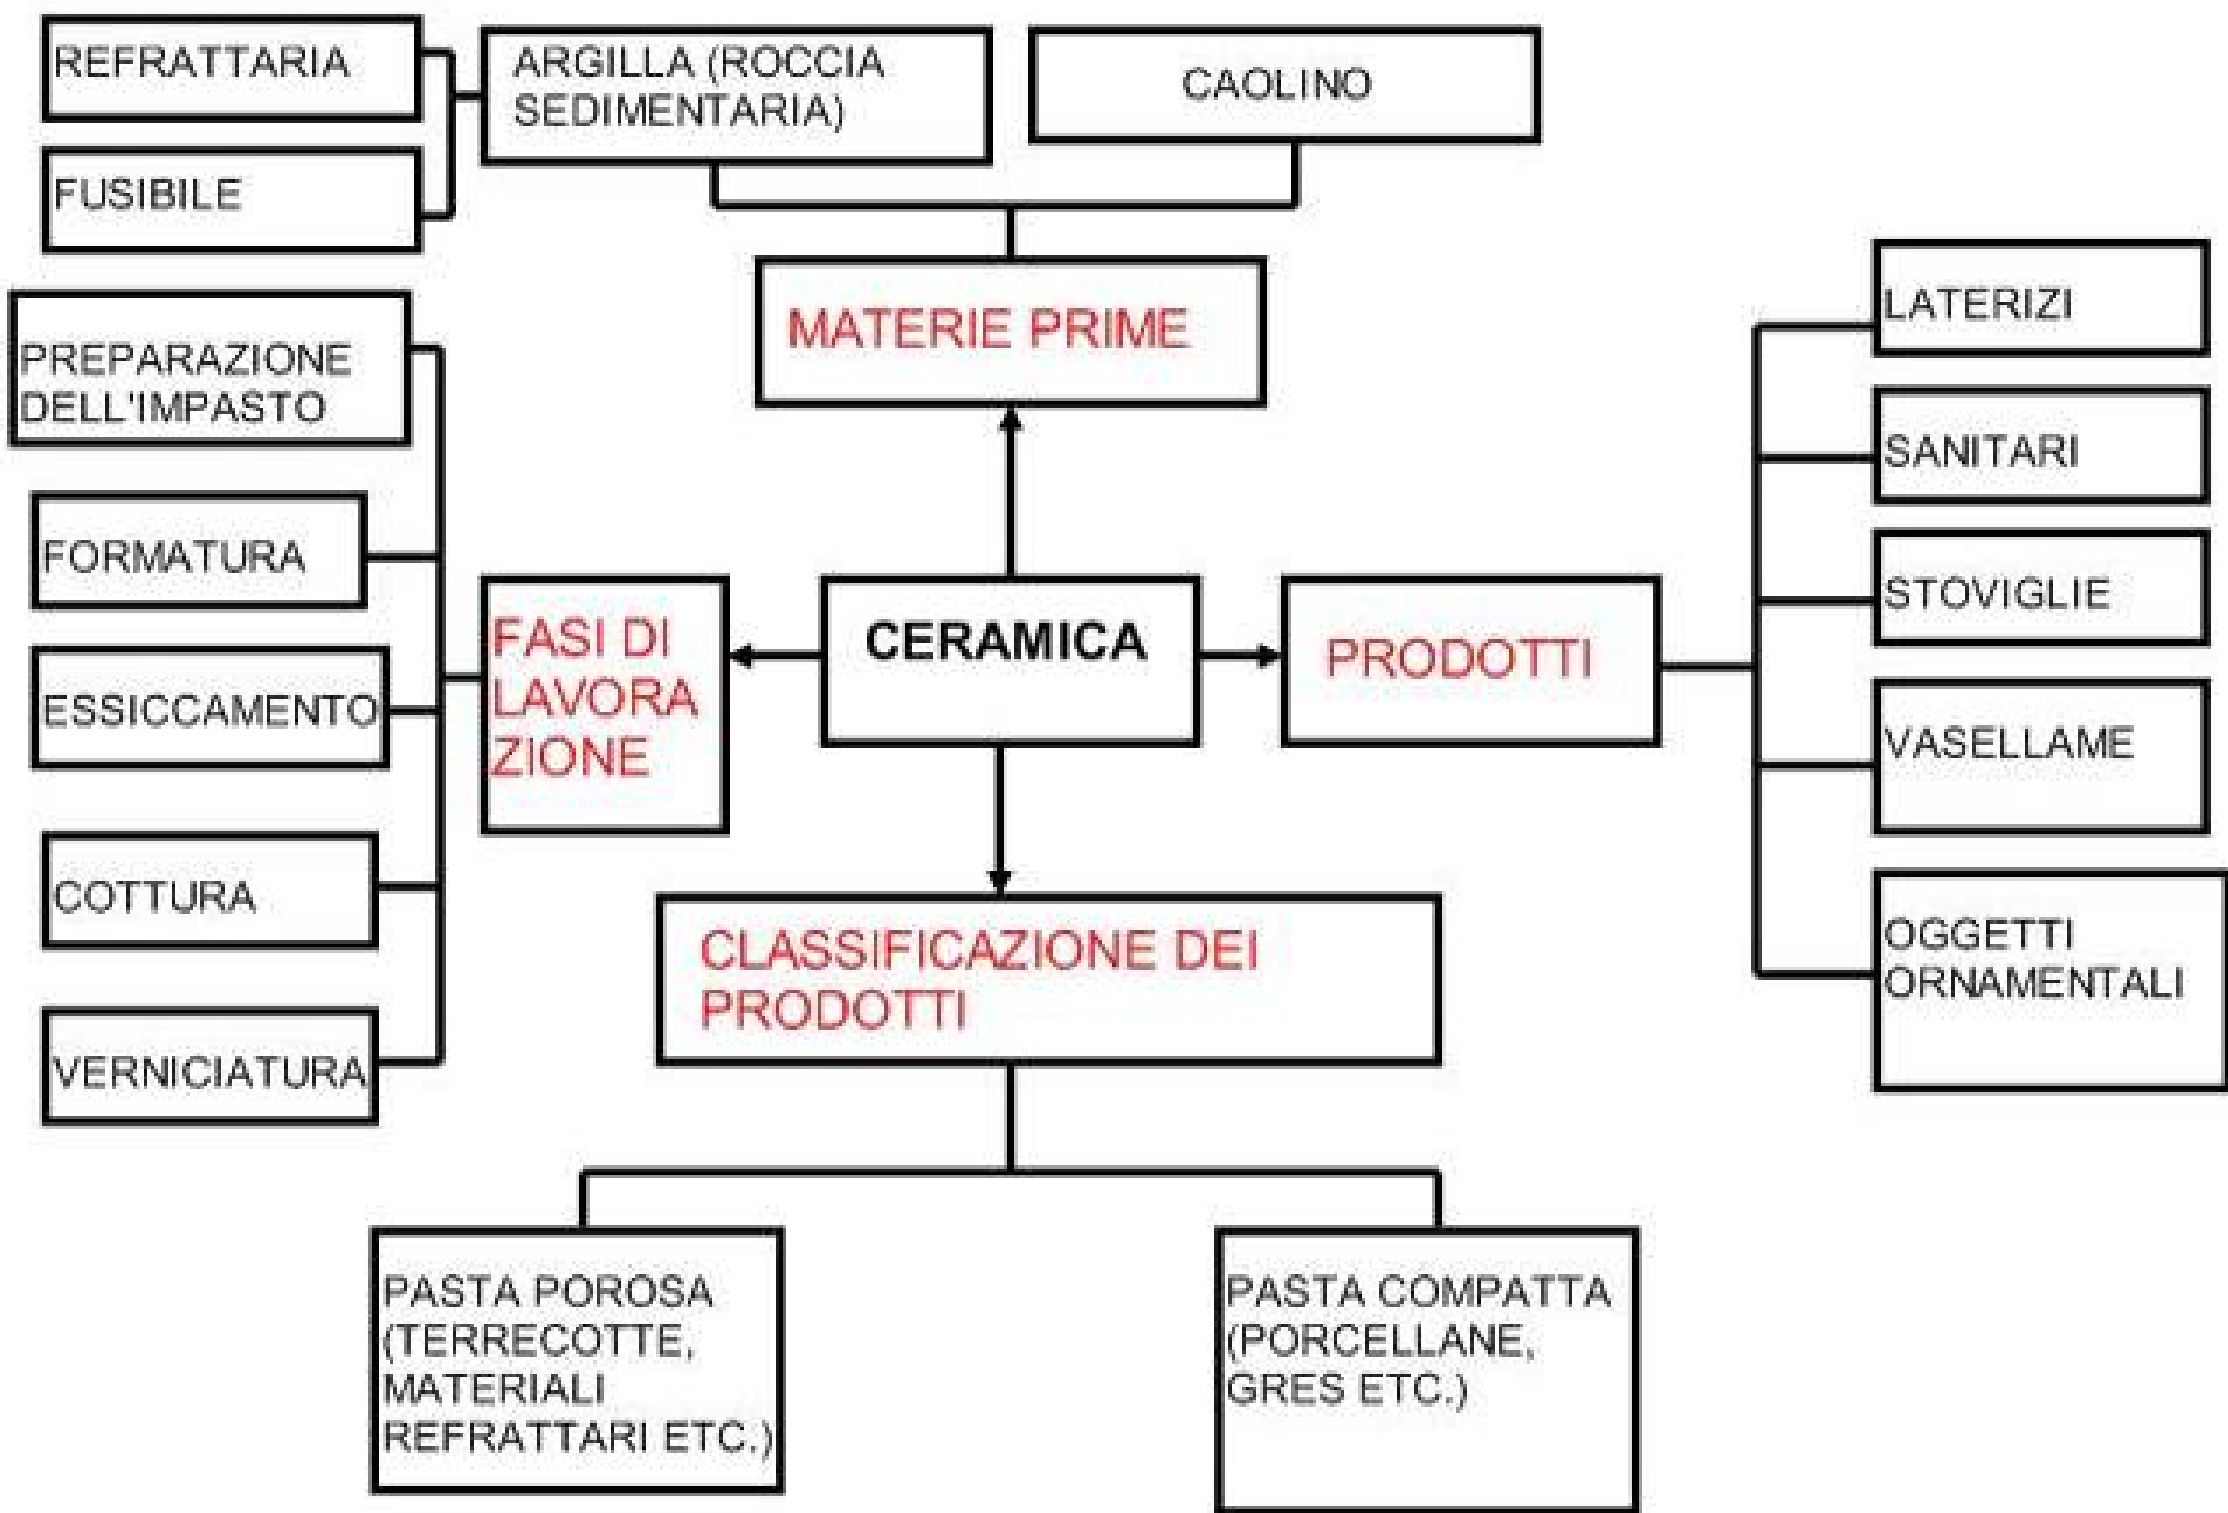 REFRATTARIA
FUSIBILE
ARGILLA (ROCCIA
SEDIMENTARIA)
CAOLINO
MATERIE PRIME
PREPARAZIONE
DELL'IMPASTO
FORMATURA
ESSICCAMENTO
COTTURA
VERNICIATURA
FASI DI
LAVORA
ZIONE
CERAMICA
PRODOTTI
LATERIZI
SANITARI
STOVIGLIE
VASELLAME
OGGETTI
ORNAMENTALI
CLASSIFICAZIONE DEI
PRODOTTI
PASTA POROSA
(TERRECOTTE,
MATERIALI
REFRATTARI ETC.)
PASTA COMPATTA
(PORCELLANE,
GRES ETC.)